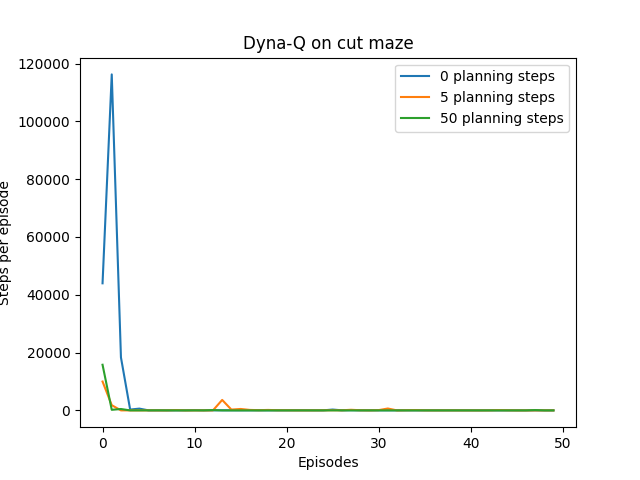 Dyna-Q on cut maze
120000
100000
80000
60000
40000
20000
0
Steps per episode
0 planning steps
5 planning steps
50 planning steps
0
10
20
30
40
50
Episodes